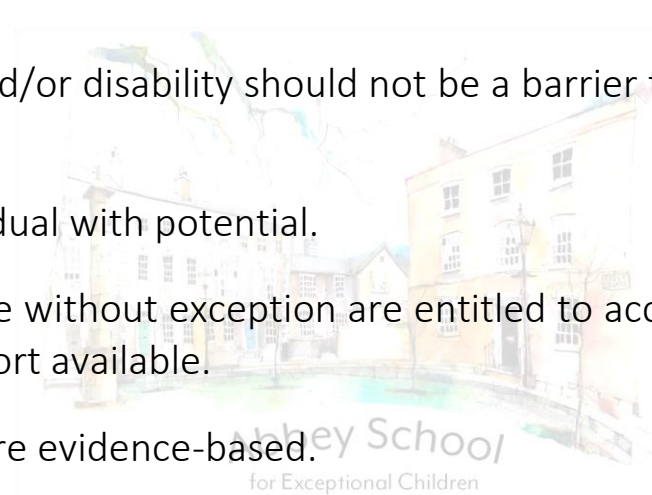 d/or disability should not be a barrier
dual with potential.
e without exception are entitled to acc
ort available.
re evidence-based.
Abbey School
for Exceptional Children